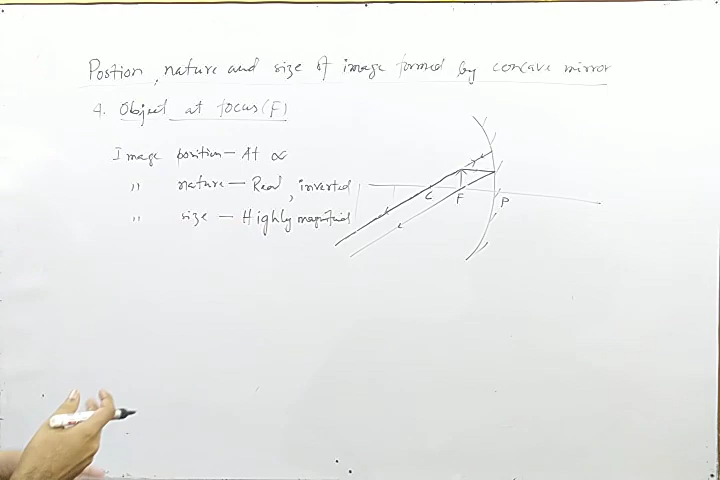 Postion, nature and size of image formed by concave mirror
4. Object at focus (F)
Image position – At ∞
" nature – Real, inverted
" size – Highly magnified
C F P